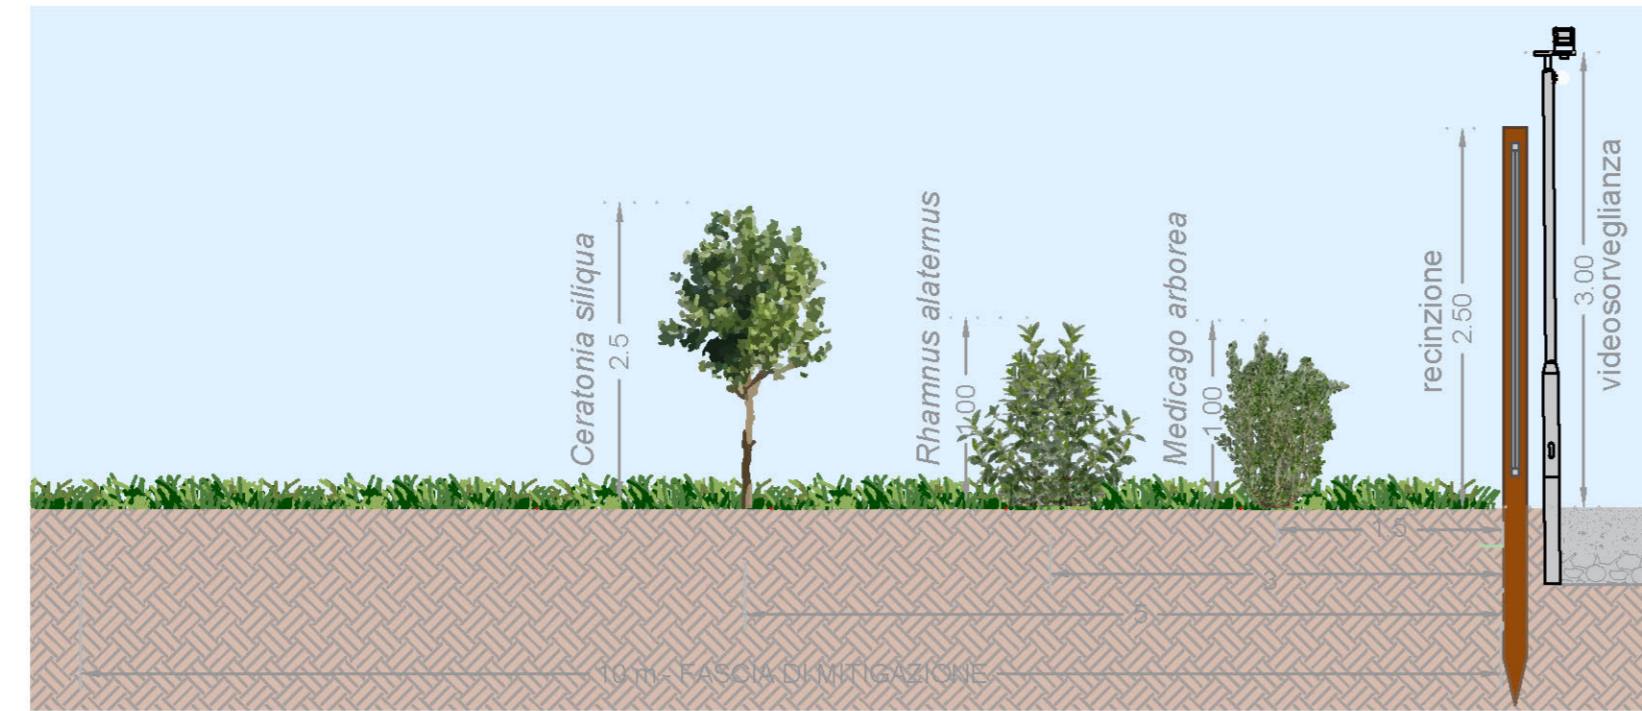 Ceratonia siliqua
2.5
Rhamnus alaternus
1.00
Medicago arborea
1.00
recinzione
2.50
3.00
videosorveglianza
1.5
3
5
10 m - FASCIA DI MITIGAZIONE